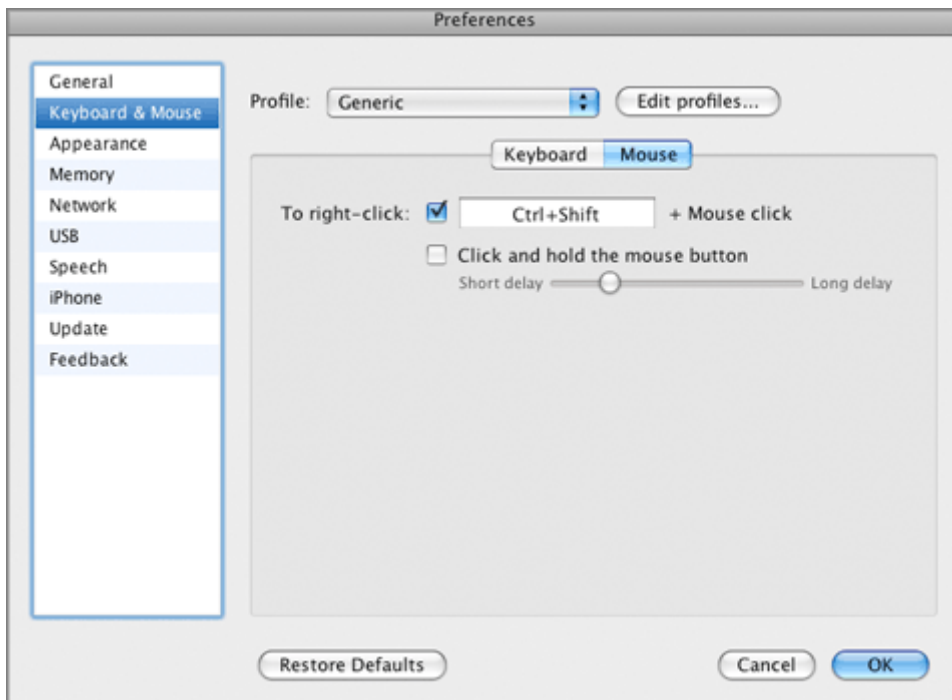 Preferences
General
Keyboard & Mouse
Appearance
Memory
Network
USB
Speech
iPhone
Update
Feedback
Profile: Generic Edit profiles...
Keyboard Mouse
To right-click: Ctrl+Shift + Mouse click
Click and hold the mouse button
Short delay Long delay
Restore Defaults Cancel OK